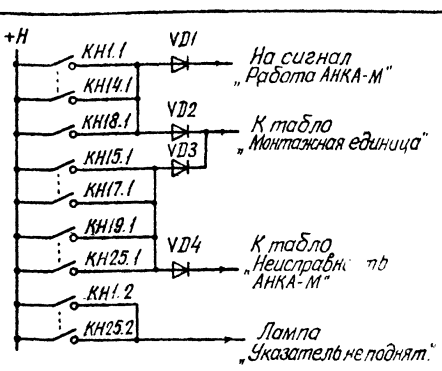 +Н
КН1.1
VD1
На сигнал
„Работа АНКА-М"
КН14.1
КН18.1
VD2
К табло
„Монтажная единица"
КН15.1
VD3
КН17.1
КН19.1
К табло
КН25.1
VD4
АНКА-М"
КН1.2
КН25.2
Лампа
„Указатель не поднят."